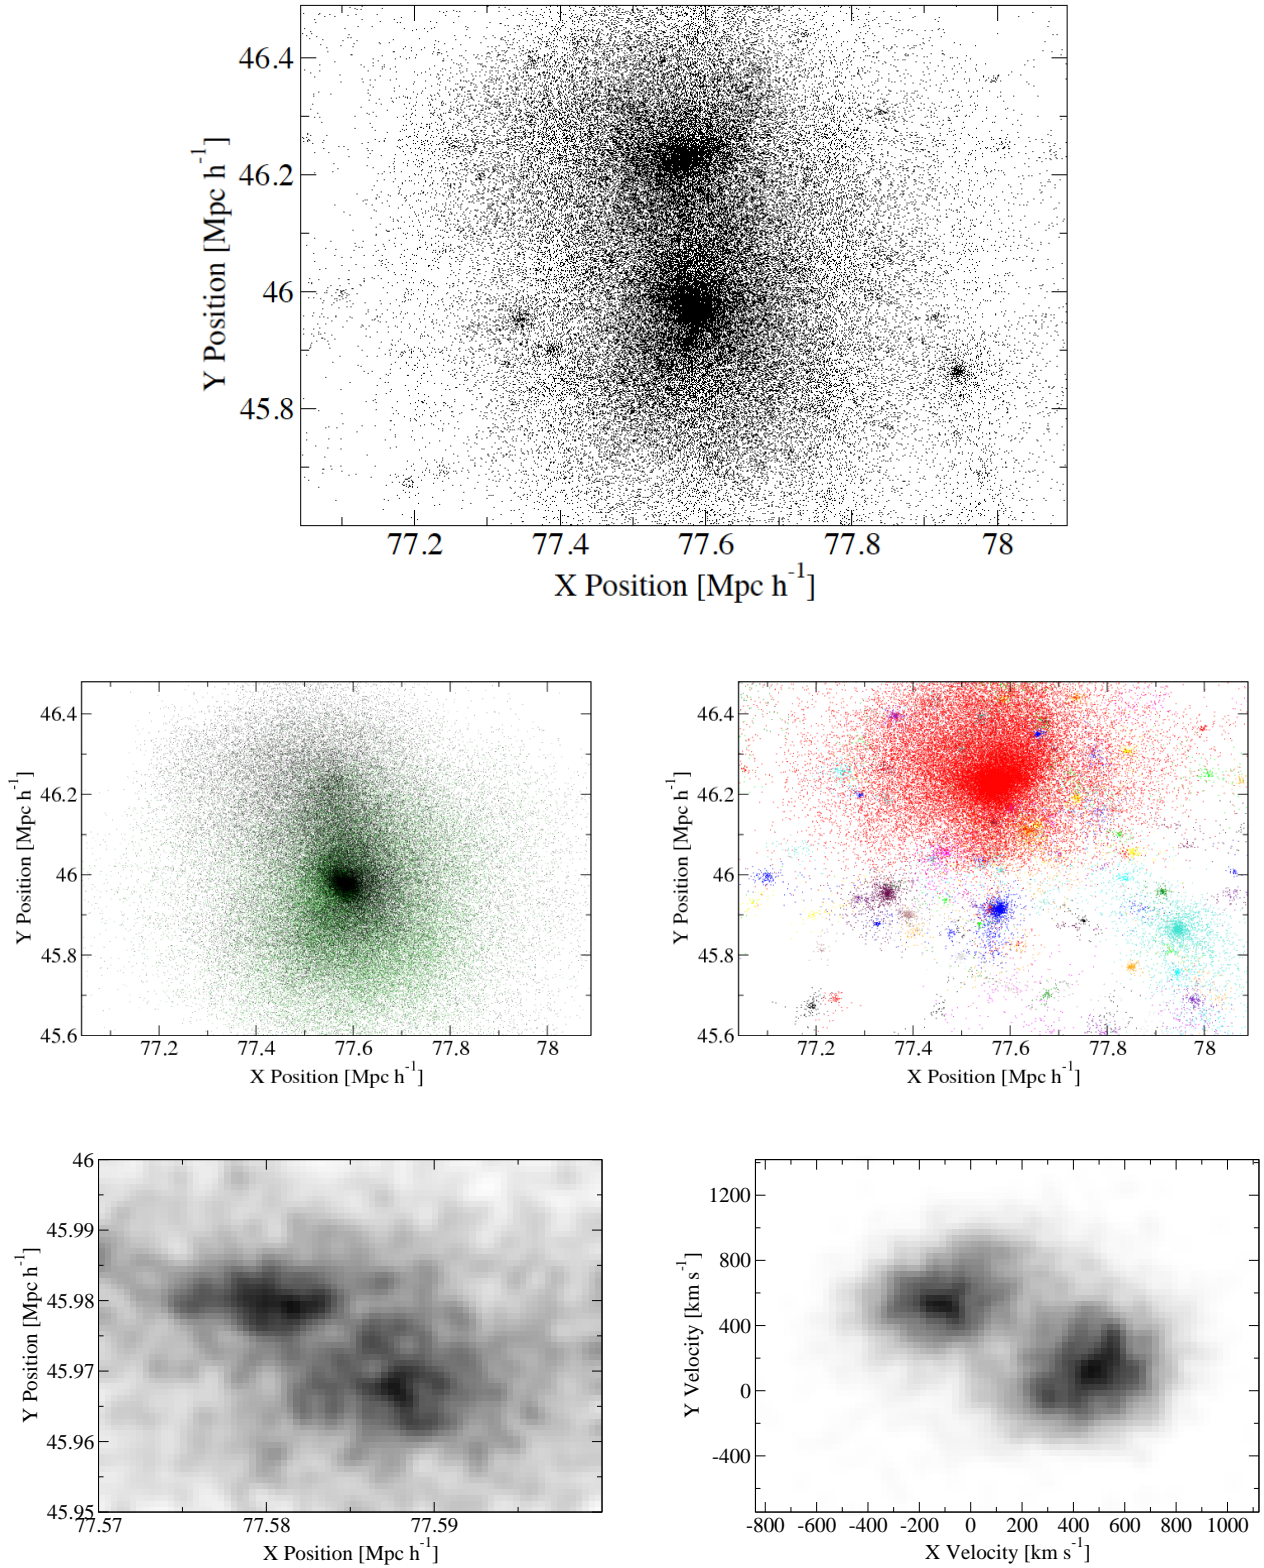 46.4
46.2
46
45.8
Y Position [Mpc h-1]
77.2 77.4 77.6 77.8 78
X Position [Mpc h-1]
46.4
46.2
46
45.8
45.6
Y Position [Mpc h-1]
77.2 77.4 77.6 77.8 78
X Position [Mpc h-1]
46.4
46.2
46
45.8
45.6
Y Position [Mpc h-1]
77.2 77.4 77.6 77.8 78
X Position [Mpc h-1]
46
45.99
45.98
45.97
45.96
45.95
Y Position [Mpc h-1]
77.57 77.58 77.59
X Position [Mpc h-1]
1200
800
400
0
-400
Y Velocity [km s-1]
-800 -600 -400 -200 0 200 400 600 800 1000
X Velocity [km s-1]